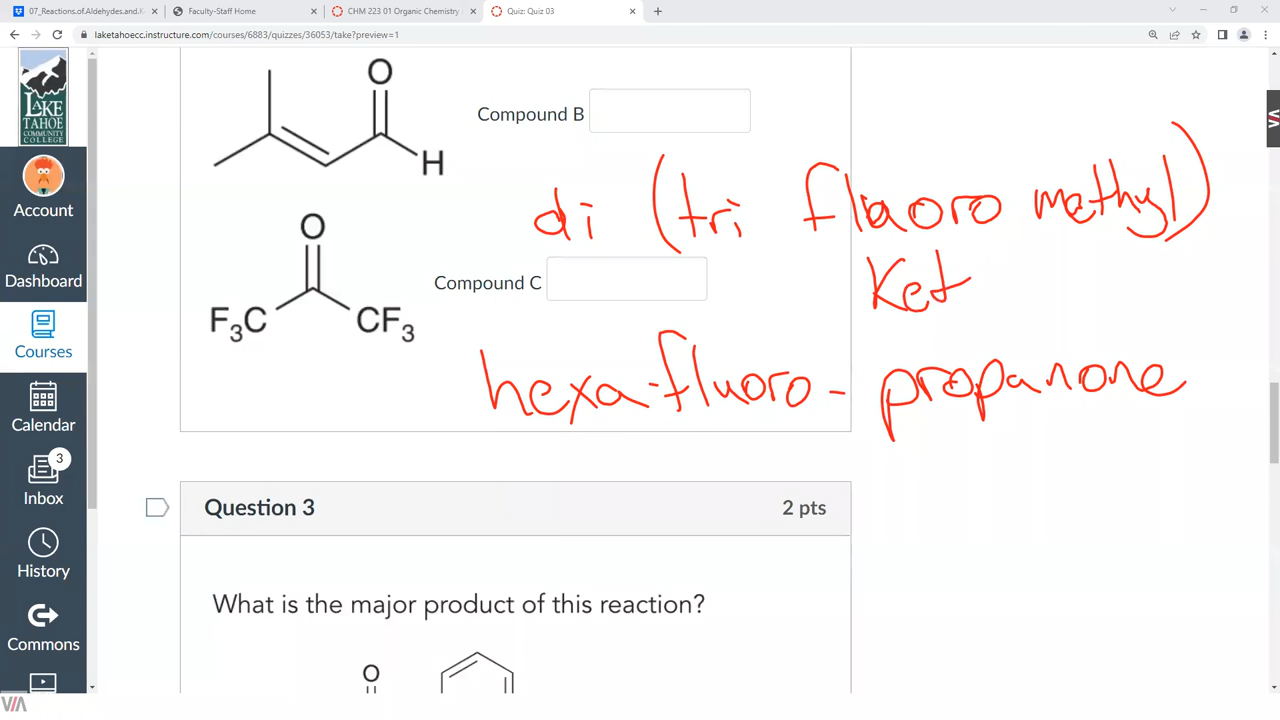 07_Reactions.of.Aldehydes.and.K
Faculty-Staff Home
CHM 223 01 Organic Chemistry
Quiz: Quiz 03
laketahoecc.instructure.com/courses/6883/quizzes/36053/take?preview=1
LAKE
TAHOE
COMMUNITY
COLLEGE
Account
Dashboard
Courses
Calendar
3
Inbox
History
Commons
O
H
Compound B
di (tri fluoro methyl)
Ket
O
F3C CF3
Compound C
hexa-fluoro-propanone
Question 3
2 pts
What is the major product of this reaction?
O
VIA